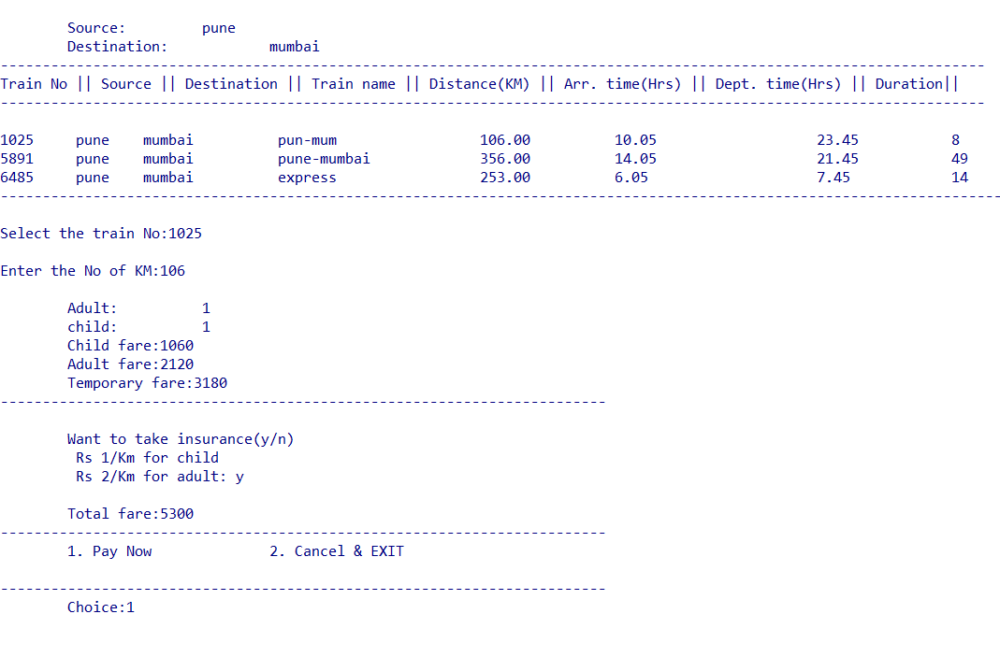 Source: pune
Destination: mumbai
------------------------------------------------------------------------------------------------------------------------
Train No || Source || Destination || Train name || Distance(KM) || Arr. time(Hrs) || Dept. time(Hrs) || Duration||
------------------------------------------------------------------------------------------------------------------------
1025 pune mumbai pun-mum 106.00 10.05 23.45 8
5891 pune mumbai pune-mumbai 356.00 14.05 21.45 49
6485 pune mumbai express 253.00 6.05 7.45 14
------------------------------------------------------------------------------------------------------------------------
Select the train No:1025
Enter the No of KM:106
Adult: 1
child: 1
Child fare:1060
Adult fare:2120
Temporary fare:3180
------------------------------------------------------------------------
Want to take insurance(y/n)
Rs 1/Km for child
Rs 2/Km for adult: y
Total fare:5300
------------------------------------------------------------------------
1. Pay Now 2. Cancel & EXIT
------------------------------------------------------------------------
Choice:1